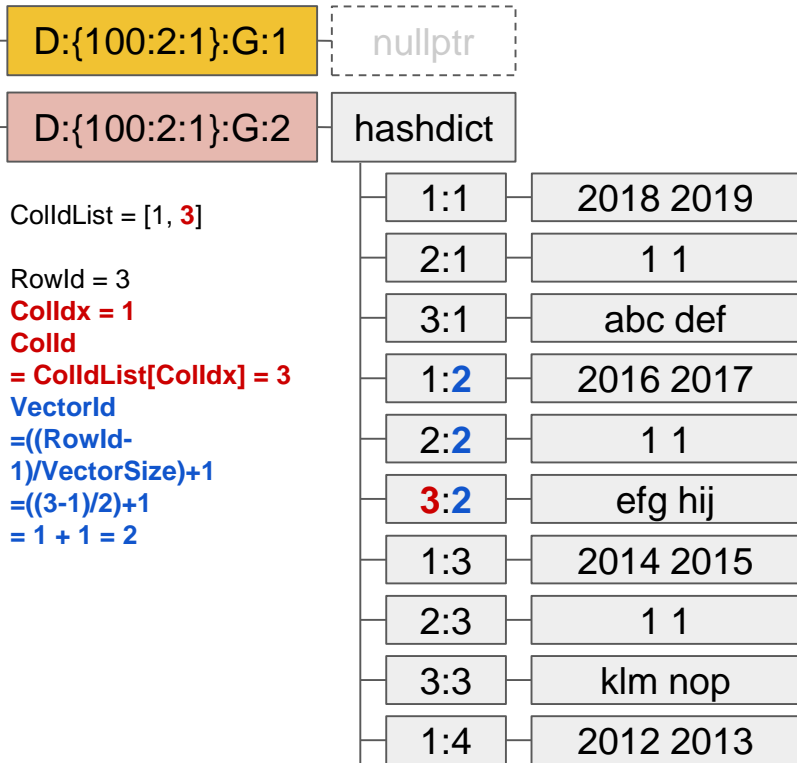 D:{100:2:1}:G:1 nullptr
D:{100:2:1}:G:2 hashdict
ColIdList = [1, 3]
RowId = 3
ColIdx = 1
ColId
= ColIdList[ColIdx] = 3
VectorId
=((RowId-
1)/VectorSize)+1
=((3-1)/2)+1
= 1 + 1 = 2
1:1 2018 2019
2:1 1 1
3:1 abc def
1:2 2016 2017
2:2 1 1
3:2 efg hij
1:3 2014 2015
2:3 1 1
3:3 klm nop
1:4 2012 2013